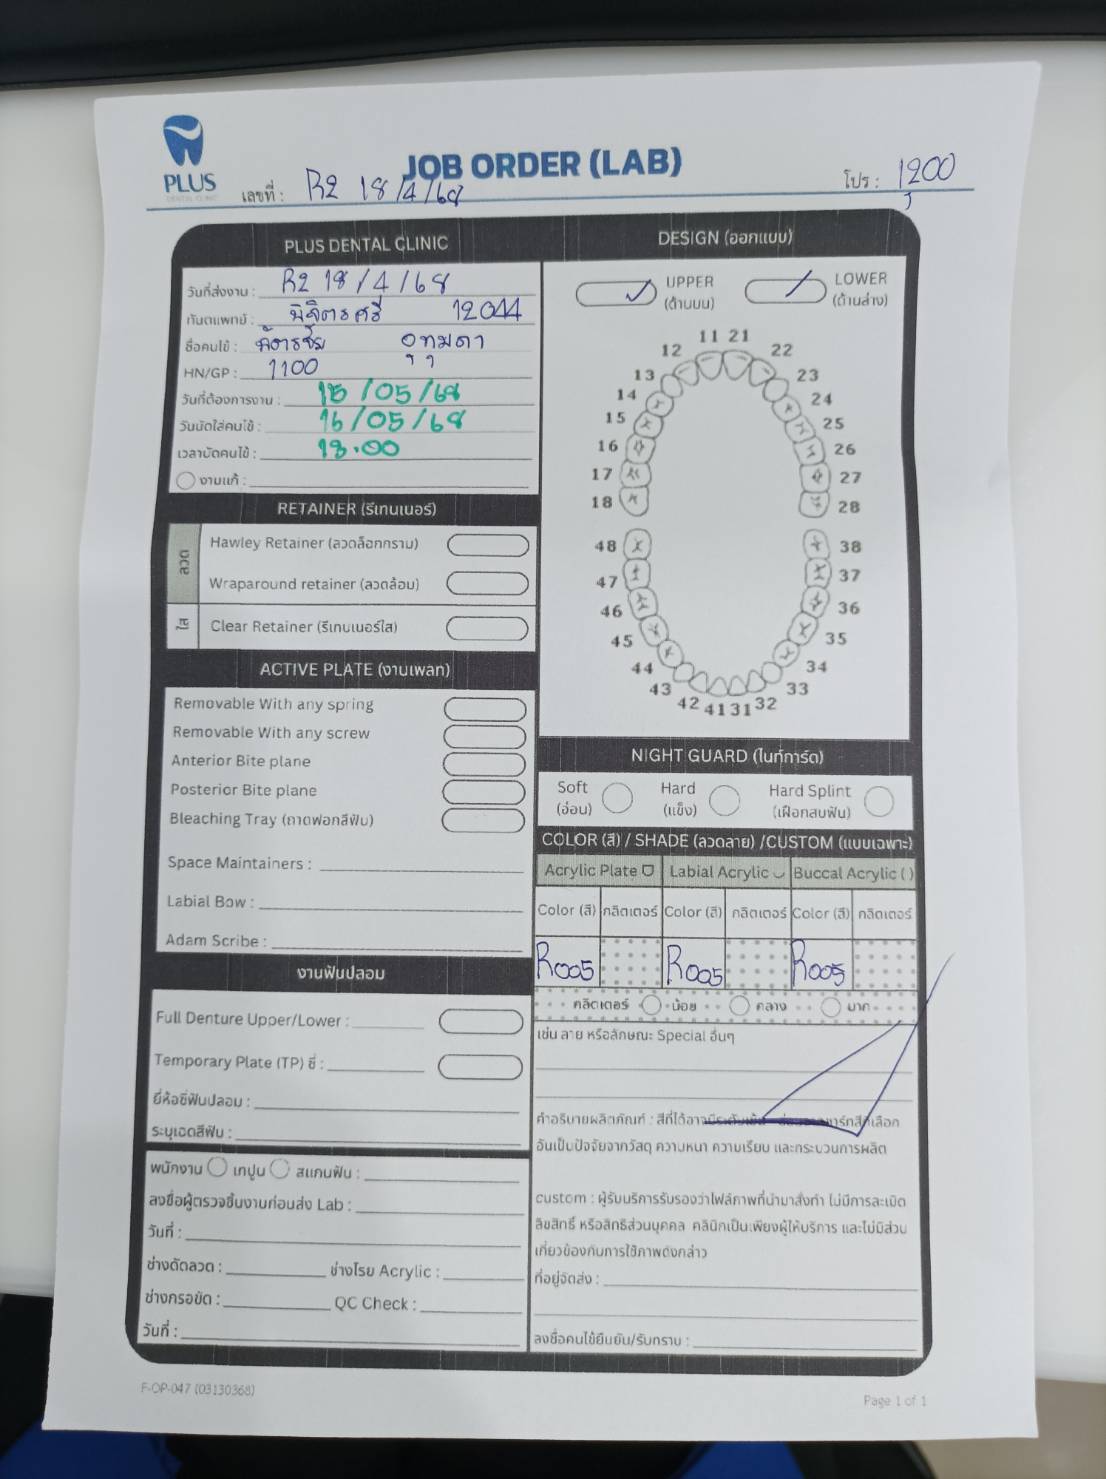 PLUS
DENTAL CLINIC
JOB ORDER (LAB)
เลขที่ : R2 18/4/68
โปร : 1200
PLUS DENTAL CLINIC
วันที่ส่งงาน : R2 18/4/68
ทันตแพทย์ : พิจิตรศรี 12044
ชื่อคนไข้ :
HN/GP : 1100
วันที่ต้องการงาน : 15/05/68
วันนัดใส่คนไข้ : 16/05/68
เวลานัดคนไข้ : 18.00
งานแก้ :
RETAINER (รีเทนเนอร์)
ลวด
Hawley Retainer (ลวดล็อกกราม)
Wraparound retainer (ลวดล้อม)
ใส
Clear Retainer (รีเทนเนอร์ใส)
ACTIVE PLATE (งานเพลท)
Removable With any spring
Removable With any screw
Anterior Bite plane
Posterior Bite plane
Bleaching Tray (ถาดฟอกสีฟัน)
Space Maintainers :
Labial Bow :
Adam Scribe :
งานฟันปลอม
Full Denture Upper/Lower :
Temporary Plate (TP) ซี่ :
ยี่ห้อซี่ฟันปลอม :
ระบุเฉดสีฟัน :
พนักงาน เทปูน สแกนฟัน :
ลงชื่อผู้ตรวจชิ้นงานก่อนส่ง Lab :
วันที่ :
ช่างดัดลวด : ช่างโรย Acrylic :
ช่างกรอขัด : QC Check :
วันที่ :
DESIGN (ออกแบบ)
UPPER
(ด้านบน)
LOWER
(ด้านล่าง)
11 21
12 22
13 23
14 24
15 25
16 26
17 27
18 28
48 38
47 37
46 36
45 35
44 34
43 33
42 41 31 32
NIGHT GUARD (ไนท์การ์ด)
Soft
(อ่อน)
Hard
(แข็ง)
Hard Splint
(เฝือกสบฟัน)
COLOR (สี) / SHADE (ลวดลาย) /CUSTOM (แบบเฉพาะ)
Acrylic Plate Labial Acrylic Buccal Acrylic ( )
Color (สี) กลิตเตอร์ Color (สี) กลิตเตอร์ Color (สี) กลิตเตอร์
R005 R005 R005
กลิตเตอร์ น้อย กลาง มาก
เช่น ลาย หรือลักษณะ Special อื่นๆ
คำอธิบายผลิตภัณฑ์ : สีที่ได้อาจมีระดับเข้ม
อันเป็นปัจจัยจากวัสดุ ความหนา ความเรียบ และกระบวนการผลิต
custom : ผู้รับบริการรับรองว่าไฟล์ภาพที่นำมาสั่งทำ ไม่มีการละเมิด
ลิขสิทธิ์ หรือสิทธิส่วนบุคคล คลินิกเป็นเพียงผู้ให้บริการ และไม่มีส่วน
เกี่ยวข้องกับการใช้ภาพดังกล่าว
ที่อยู่จัดส่ง :
ลงชื่อคนไข้ยืนยัน/รับทราบ :
F-OP-047 (03130368)
Page 1 of 1